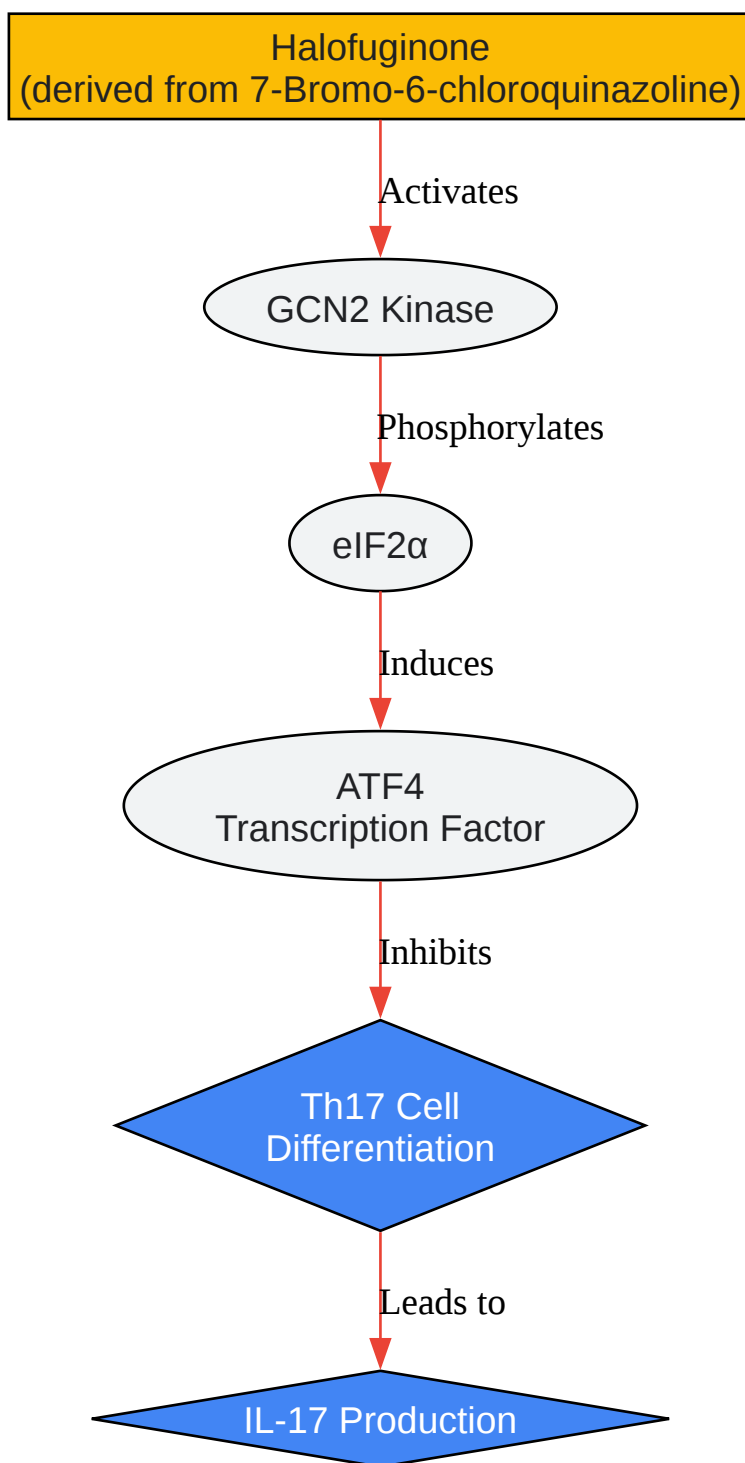 Halofuginone
(derived from 7-Bromo-6-chloroquinazoline)
Activates
GCN2 Kinase
Phosphorylates
eIF2α
Induces
ATF4
Transcription Factor
Inhibits
Th17 Cell
Differentiation
Leads to
IL-17 Production